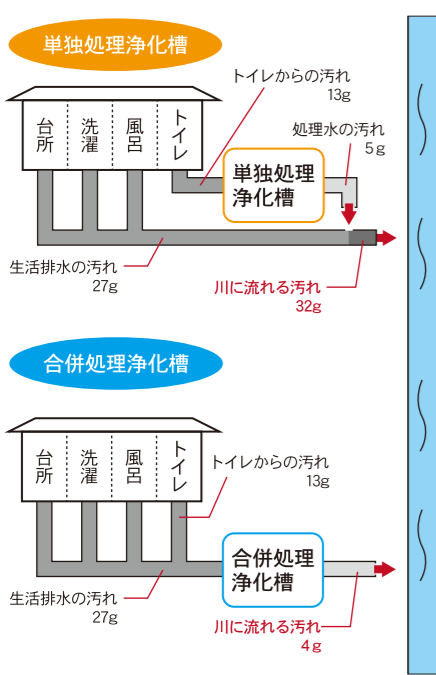 単独処理浄化槽
トイレからの汚れ
13g
台所
洗濯
風呂
トイレ
処理水の汚れ
5g
単独処理
浄化槽
生活排水の汚れ
27g
川に流れる汚れ
32g
合併処理浄化槽
台所
洗濯
風呂
トイレ
トイレからの汚れ
13g
合併処理
浄化槽
生活排水の汚れ
27g
川に流れる汚れ
4g